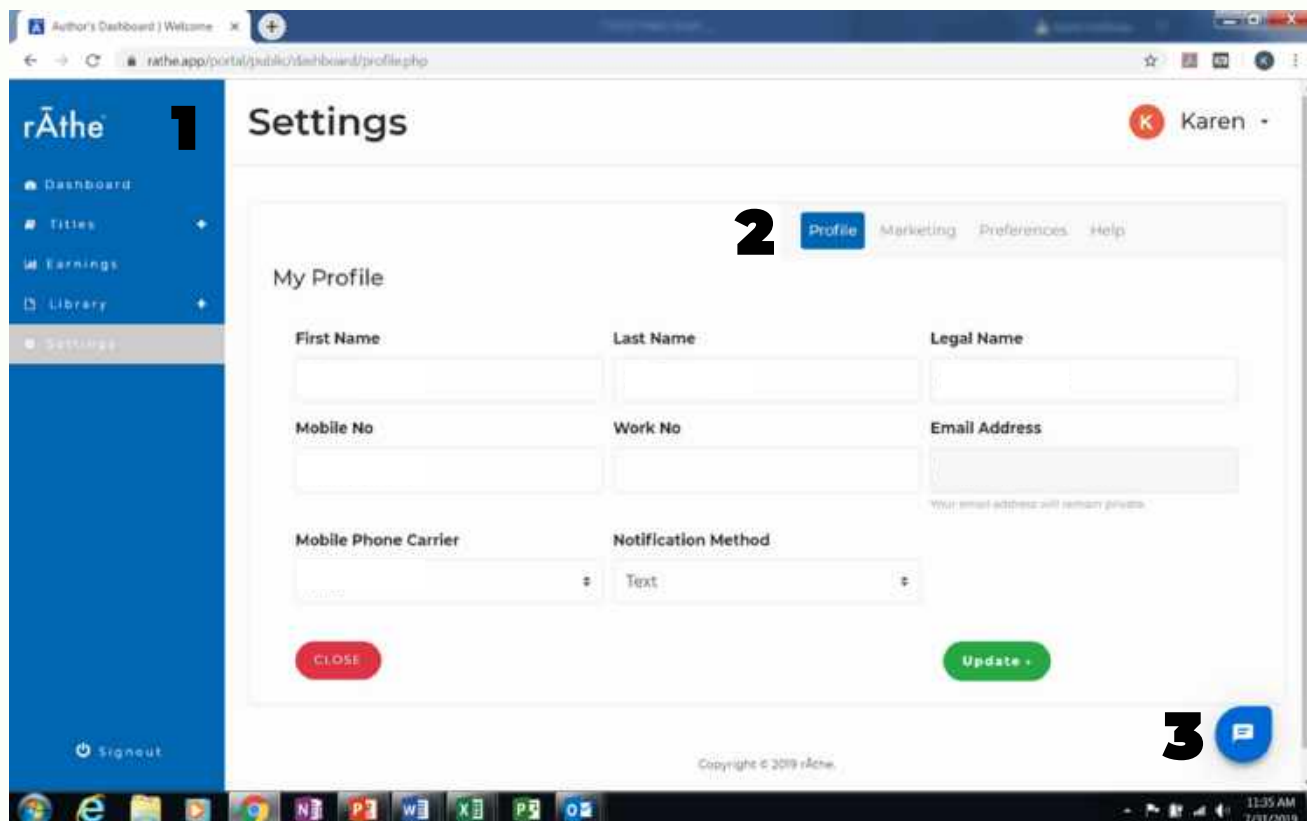 Author's Dashboard | Welcome
rathe.app/portal/public/dashboard/profile.php
rĀthe
1
Settings
K
Karen
Dashboard
Titles
Earnings
Library
Settings
2
Profile
Marketing
Preferences
Help
My Profile
First Name
Last Name
Legal Name
Mobile No
Work No
Email Address
Your email address will remain private.
Mobile Phone Carrier
Notification Method
Text
CLOSE
Update
3
Signout
Copyright © 2019 rĀthe.
11:35 AM
7/31/2019